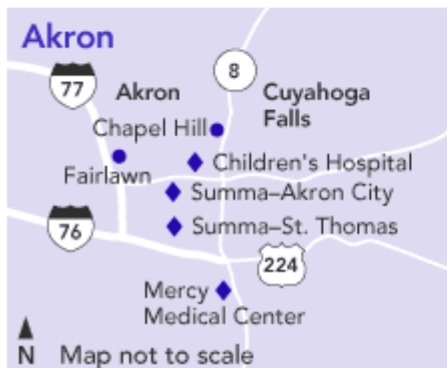 Akron
8
77
Akron
Cuyahoga
Falls
Chapel Hill
Children's Hospital
Fairlawn
Summa–Akron City
76
Summa–St. Thomas
224
Mercy
Medical Center
N Map not to scale